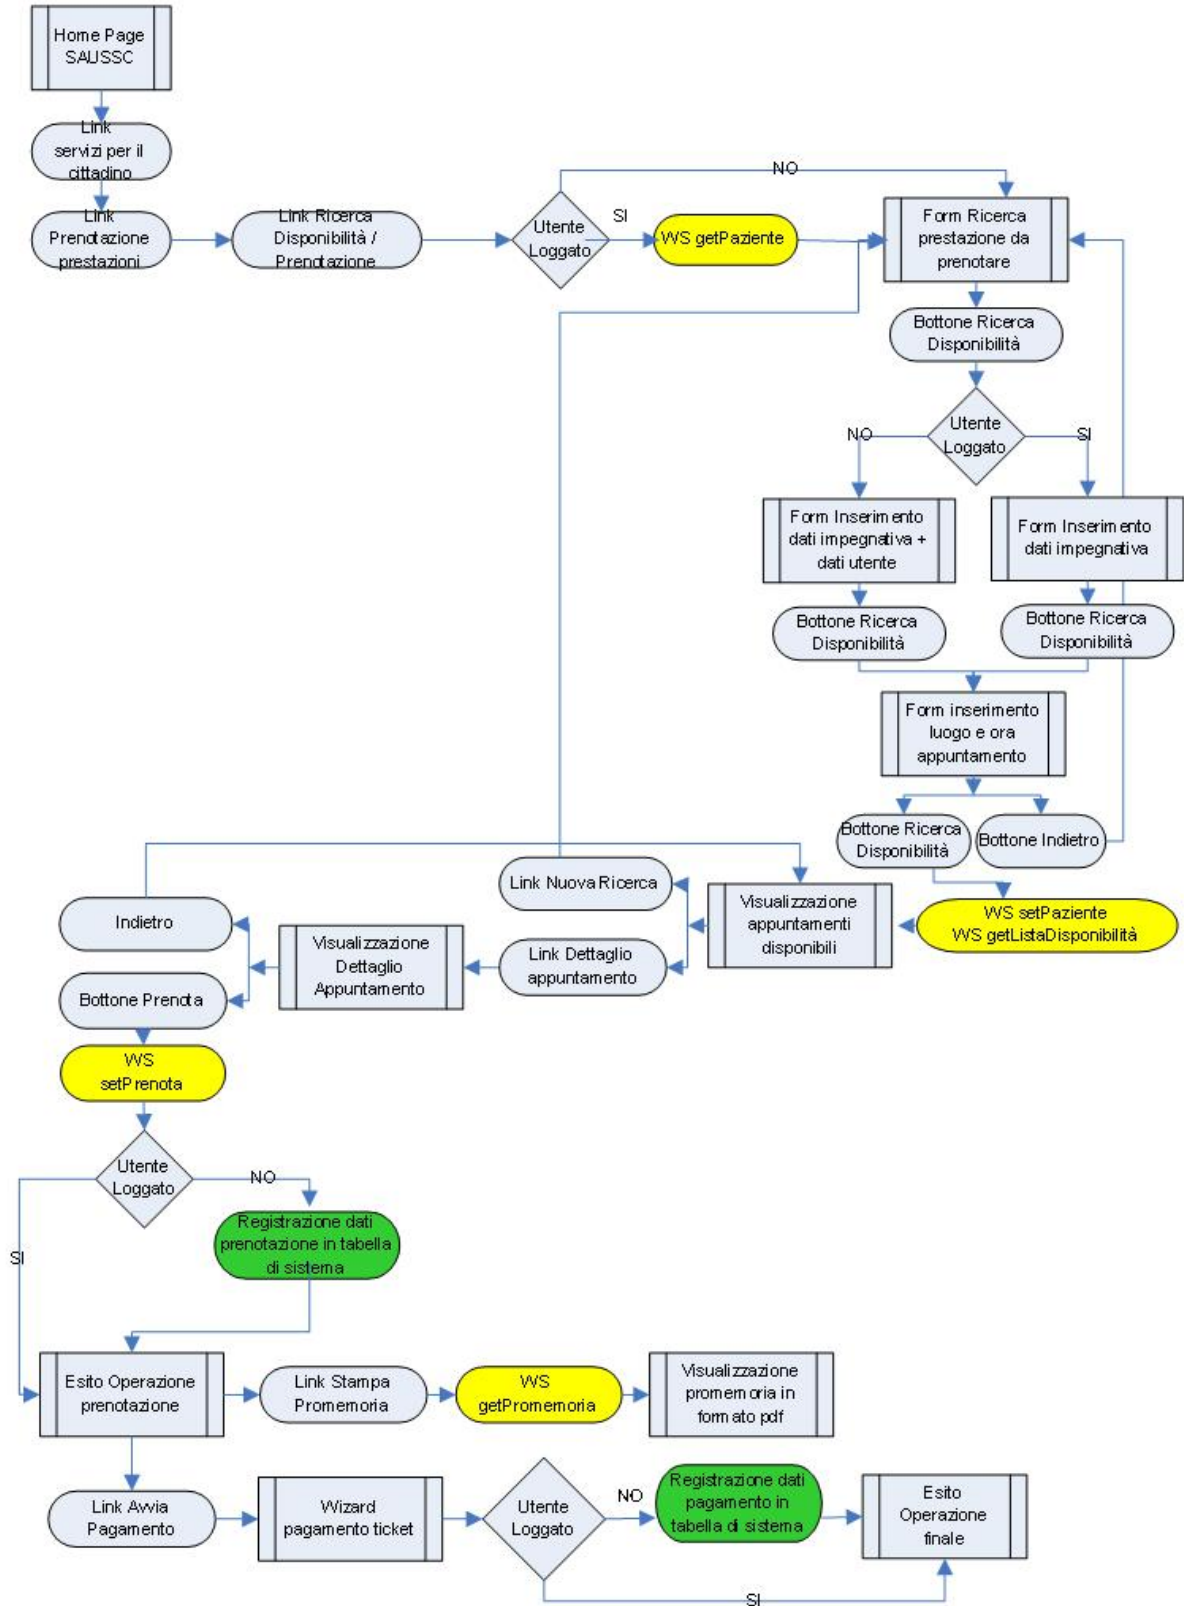 Home Page
SAUSSC
Link
servizi per il
cittadino
Link
Prenotazione
prestazioni
Link Ricerca
Disponibilità /
Prenotazione
Utente
Loggato
SI
NO
WS getPaziente
Form Ricerca
prestazione da
prenotare
Bottone Ricerca
Disponibilità
Utente
Loggato
NO
SI
Form Inserimento
dati impegnativa +
dati utente
Form Inserimento
dati impegnativa
Bottone Ricerca
Disponibilità
Bottone Ricerca
Disponibilità
Form inserimento
luogo e ora
appuntamento
Bottone Ricerca
Disponibilità
Bottone Indietro
WS setPaziente
WS getListaDisponibilità
Visualizzazione
appuntamenti
disponibili
Link Nuova Ricerca
Link Dettaglio
appuntamento
Visualizzazione
Dettaglio
Appuntamento
Indietro
Bottone Prenota
WS
setPrenota
Utente
Loggato
NO
SI
Registrazione dati
prenotazione in tabella
di sistema
Esito Operazione
prenotazione
Link Stampa
Promemoria
WS
getPromemoria
Visualizzazione
promemoria in
formato pdf
Link Avvia
Pagamento
Wizard
pagamento ticket
Utente
Loggato
NO
Registrazione dati
pagamento in
tabella di sistema
Esito
Operazione
finale
SI